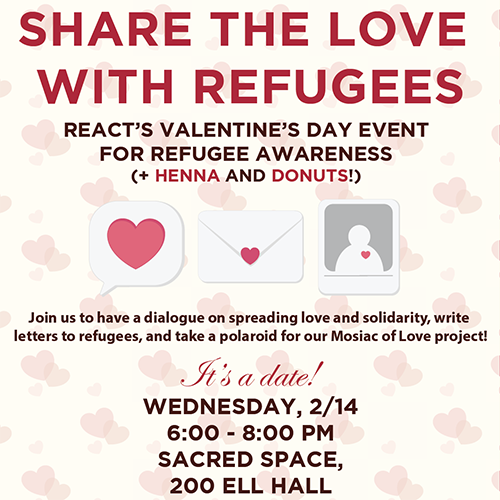 SHARE THE LOVE
WITH REFUGEES
REACT'S VALENTINE'S DAY EVENT
FOR REFUGEE AWARENESS
(+ HENNA AND DONUTS!)
Join us to have a dialogue on spreading love and solidarity, write
letters to refugees, and take a polaroid for our Mosiac of Love project!
It's a date!
WEDNESDAY, 2/14
6:00 - 8:00 PM
SACRED SPACE,
200 ELL HALL